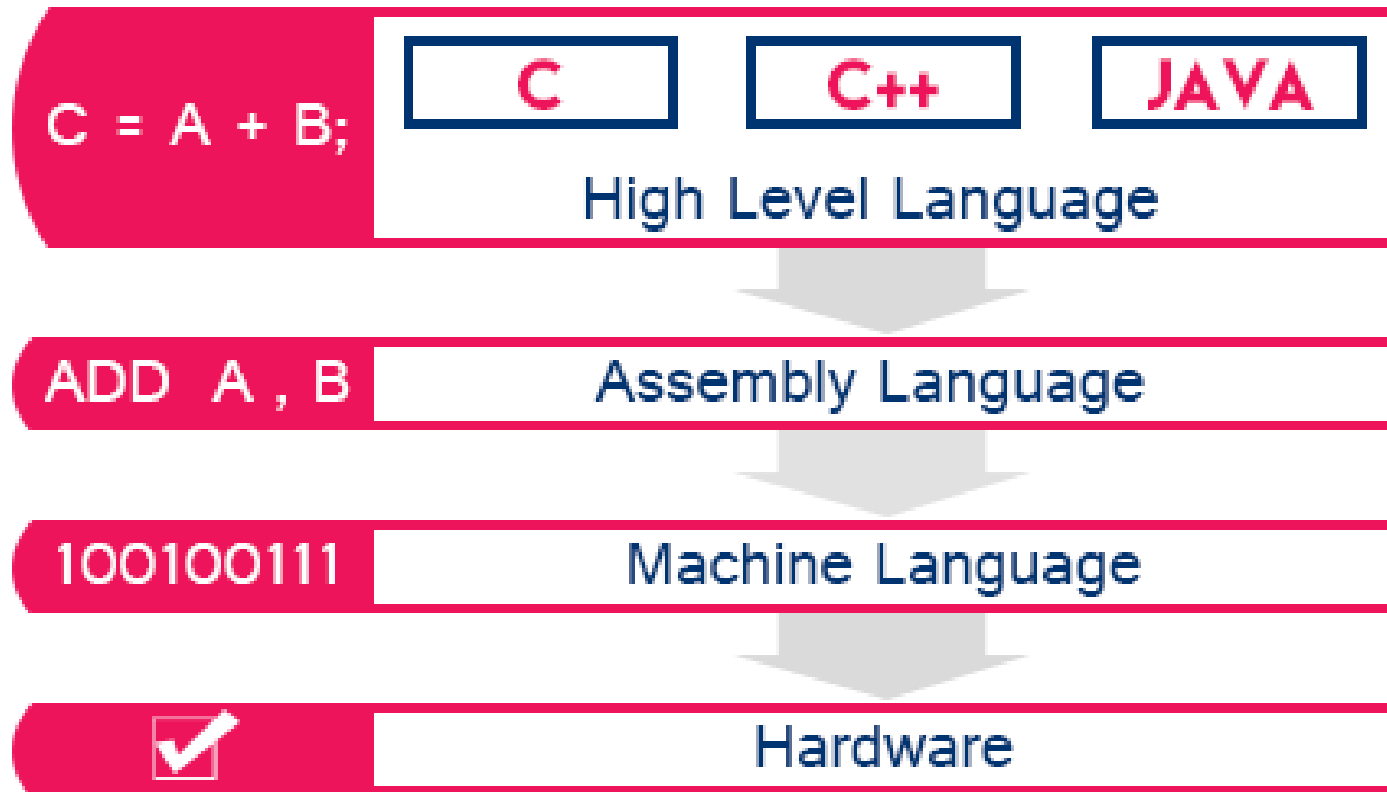 C = A + B;
C C++ JAVA
High Level Language
ADD A , B
Assembly Language
100100111
Machine Language
Hardware